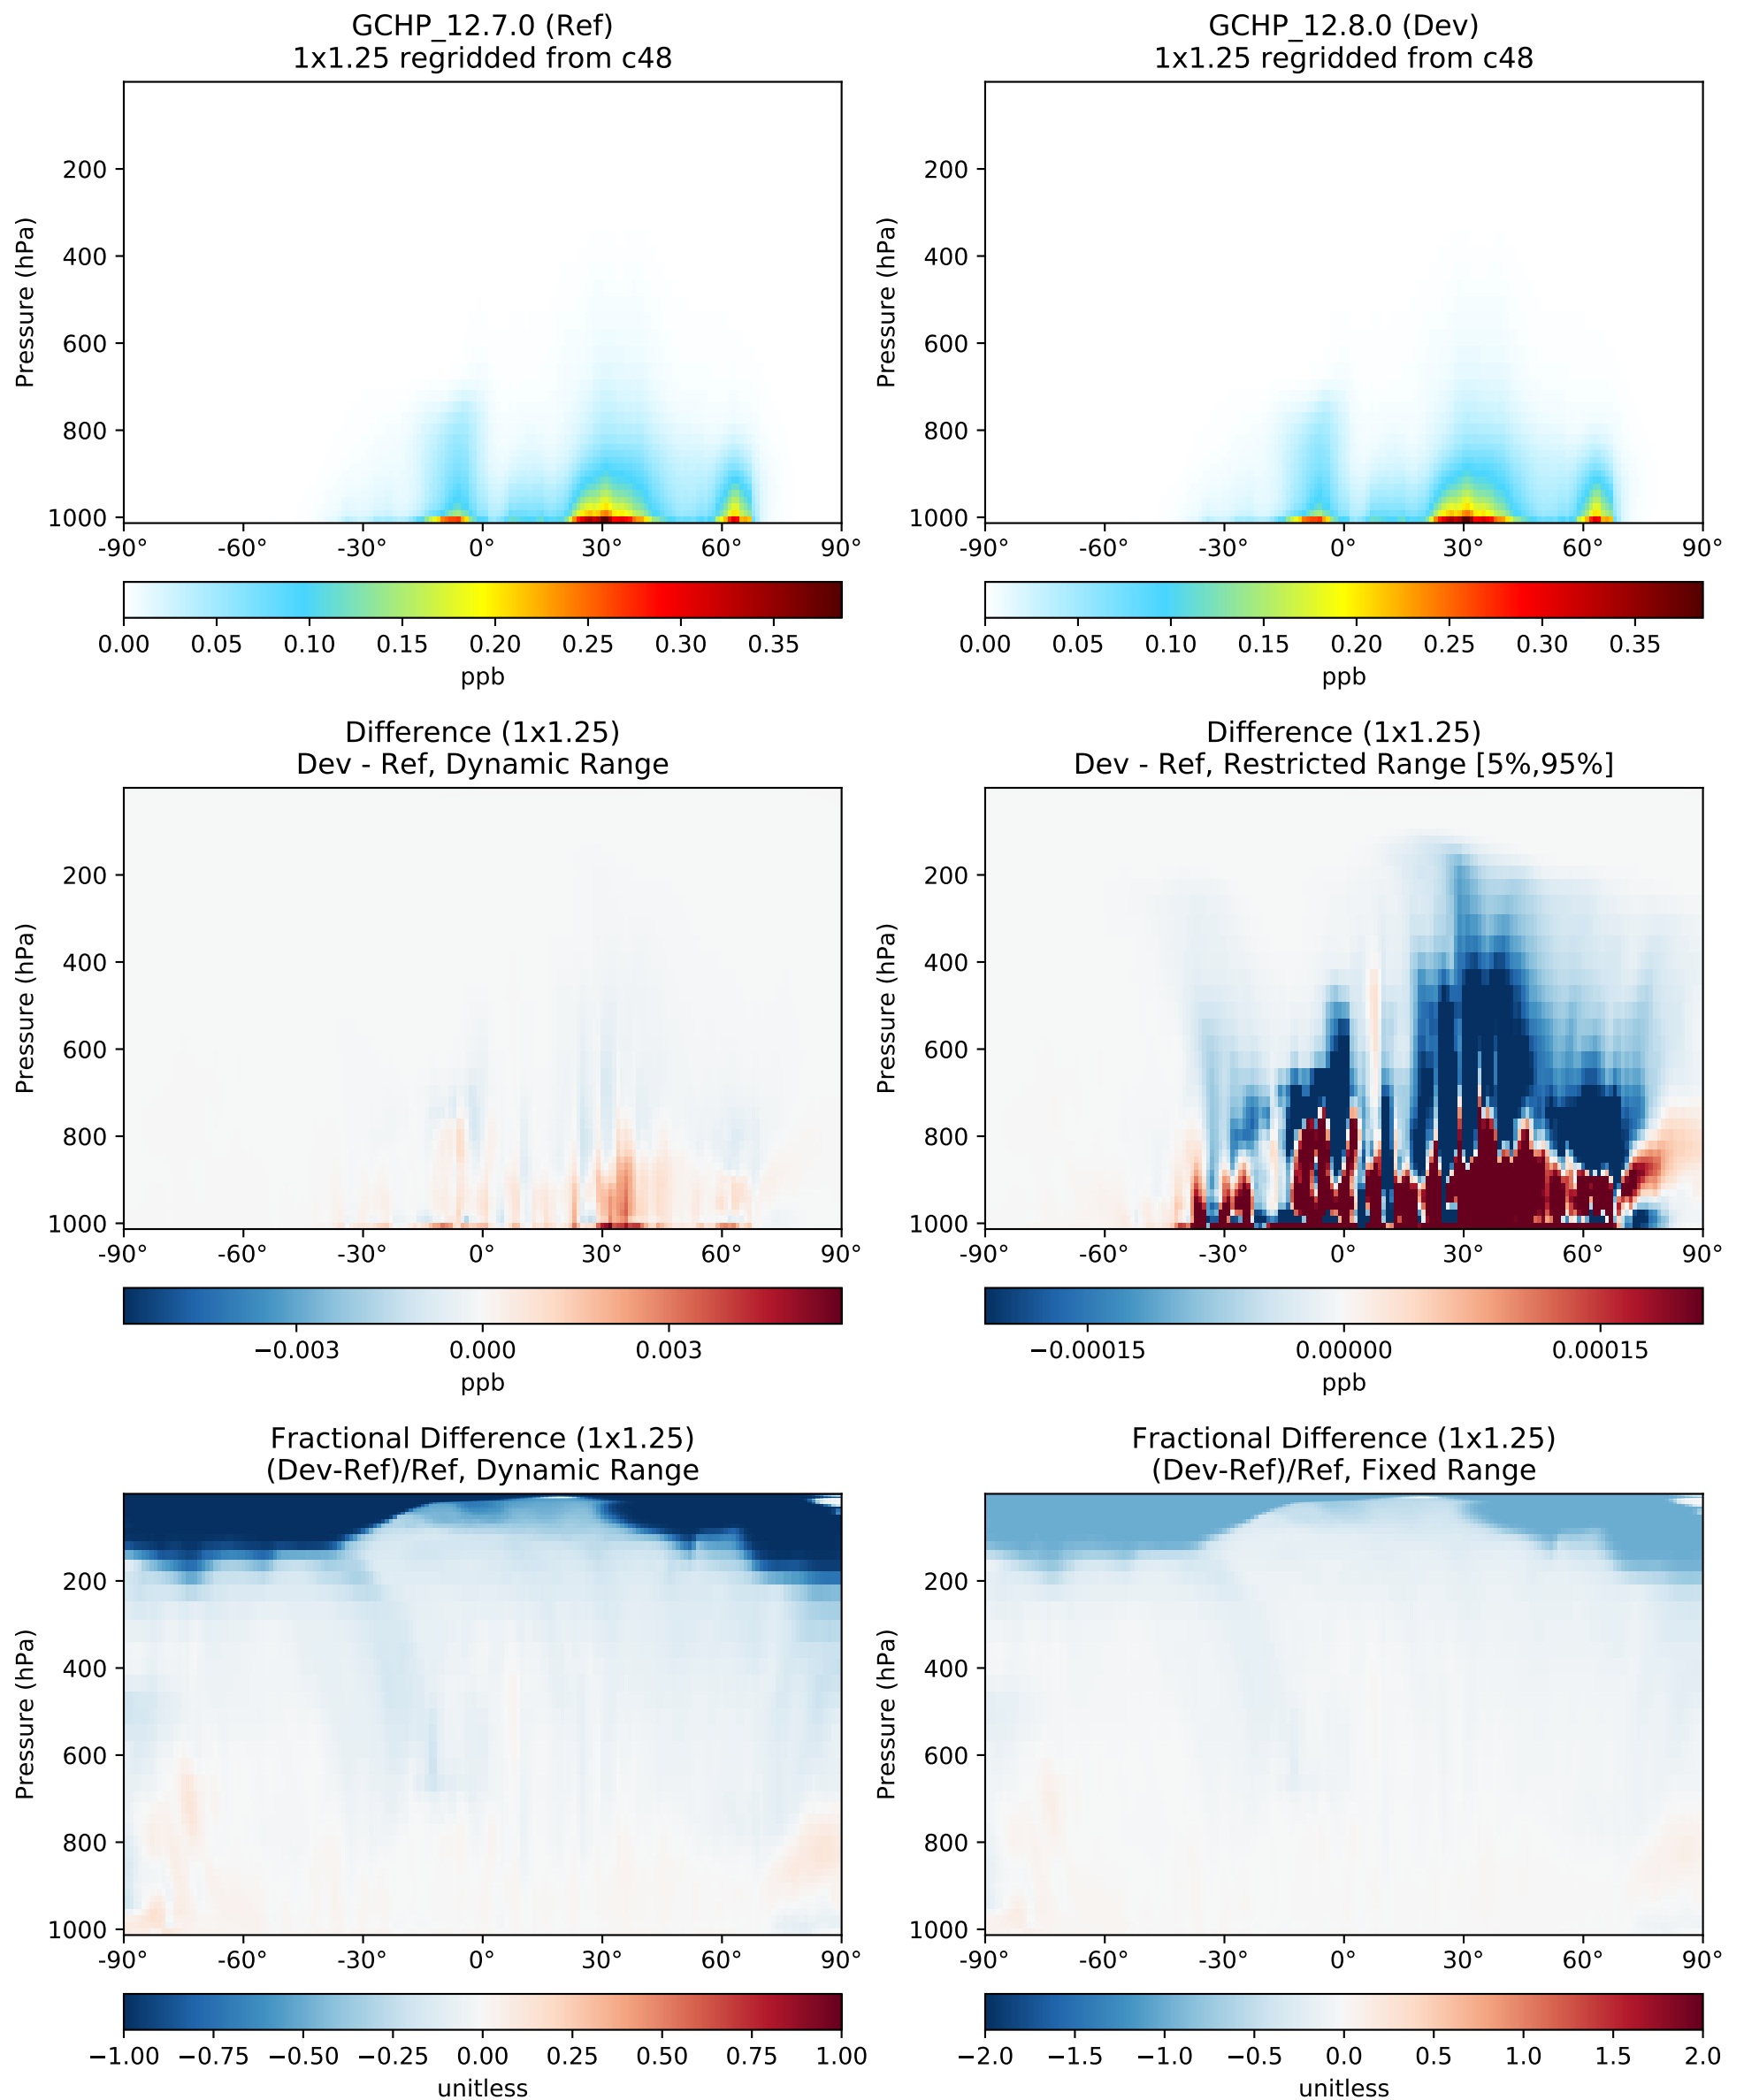 GCHP_12.7.0 (Ref)
1x1.25 regridded from c48
Pressure (hPa)
200
400
600
800
1000
-90° -60° -30° 0° 30° 60° 90°
0.00 0.05 0.10 0.15 0.20 0.25 0.30 0.35
ppb
GCHP_12.8.0 (Dev)
1x1.25 regridded from c48
Pressure (hPa)
200
400
600
800
1000
-90° -60° -30° 0° 30° 60° 90°
0.00 0.05 0.10 0.15 0.20 0.25 0.30 0.35
ppb
Difference (1x1.25)
Dev - Ref, Dynamic Range
Pressure (hPa)
200
400
600
800
1000
-90° -60° -30° 0° 30° 60° 90°
−0.003 0.000 0.003
ppb
Difference (1x1.25)
Dev - Ref, Restricted Range [5%,95%]
Pressure (hPa)
200
400
600
800
1000
-90° -60° -30° 0° 30° 60° 90°
−0.00015 0.00000 0.00015
ppb
Fractional Difference (1x1.25)
(Dev-Ref)/Ref, Dynamic Range
Pressure (hPa)
200
400
600
800
1000
-90° -60° -30° 0° 30° 60° 90°
−1.00 −0.75 −0.50 −0.25 0.00 0.25 0.50 0.75 1.00
unitless
Fractional Difference (1x1.25)
(Dev-Ref)/Ref, Fixed Range
Pressure (hPa)
200
400
600
800
1000
-90° -60° -30° 0° 30° 60° 90°
−2.0 −1.5 −1.0 −0.5 0.0 0.5 1.0 1.5 2.0
unitless